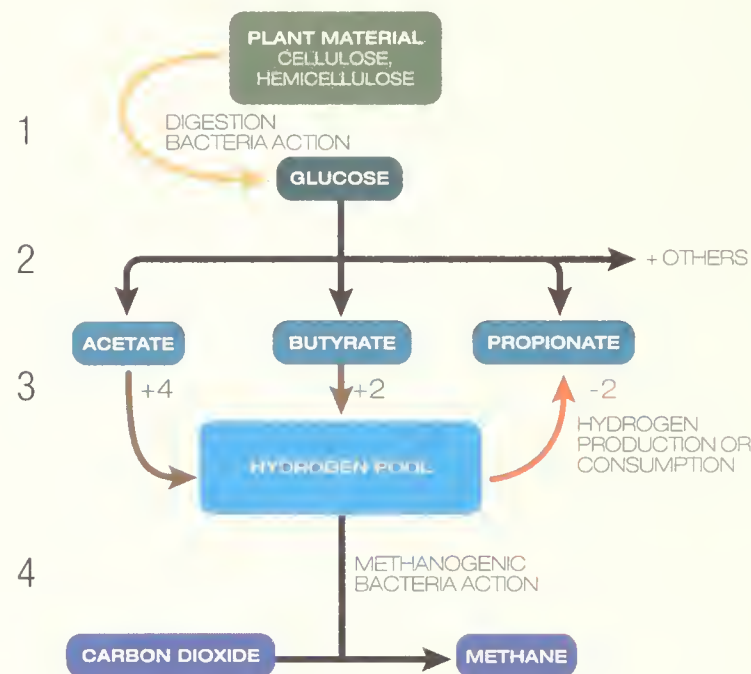 PLANT MATERIAL
CELLULOSE,
HEMICELLULOSE
1
DIGESTION
BACTERIA ACTION
GLUCOSE
2
+ OTHERS
ACETATE
BUTYRATE
PROPIONATE
3
+4
+2
-2
HYDROGEN
PRODUCTION OR
CONSUMPTION
HYDROGEN POOL
4
METHANOGENIC
BACTERIA ACTION
CARBON DIOXIDE
METHANE